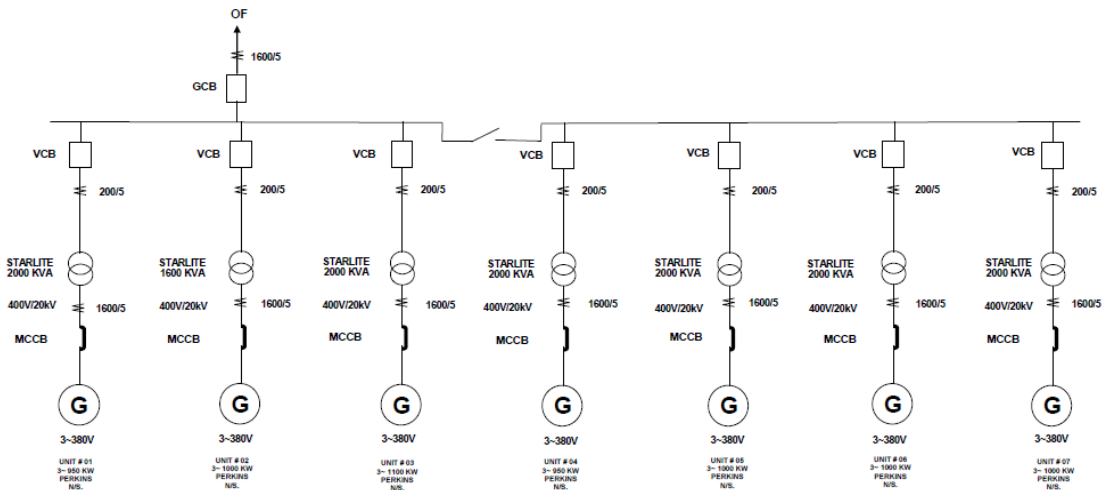 OF
1600/5
GCB
VCB
VCB
VCB
VCB
VCB
VCB
VCB
200/5
200/5
200/5
200/5
200/5
200/5
200/5
STARLITE
2000 KVA
STARLITE
1600 KVA
STARLITE
2000 KVA
STARLITE
2000 KVA
STARLITE
2000 KVA
STARLITE
2000 KVA
STARLITE
2000 KVA
400V/20kV
1600/5
400V/20kV
1600/5
400V/20kV
1600/5
400V/20kV
1600/5
400V/20kV
1600/5
400V/20kV
1600/5
400V/20kV
1600/5
MCCB
MCCB
MCCB
MCCB
MCCB
MCCB
MCCB
G
G
G
G
G
G
G
3~380V
3~380V
3~380V
3~380V
3~380V
3~380V
3~380V
UNIT # 01
3~ 950 KW
PERKINS
N/S.
UNIT # 02
3~ 1000 KW
PERKINS
N/S.
UNIT # 03
3~ 1100 KW
PERKINS
N/S.
UNIT # 04
3~ 950 KW
PERKINS
N/S.
UNIT # 05
3~ 1000 KW
PERKINS
N/S.
UNIT # 06
3~ 1000 KW
PERKINS
N/S.
UNIT # 07
3~ 1000 KW
PERKINS
N/S.